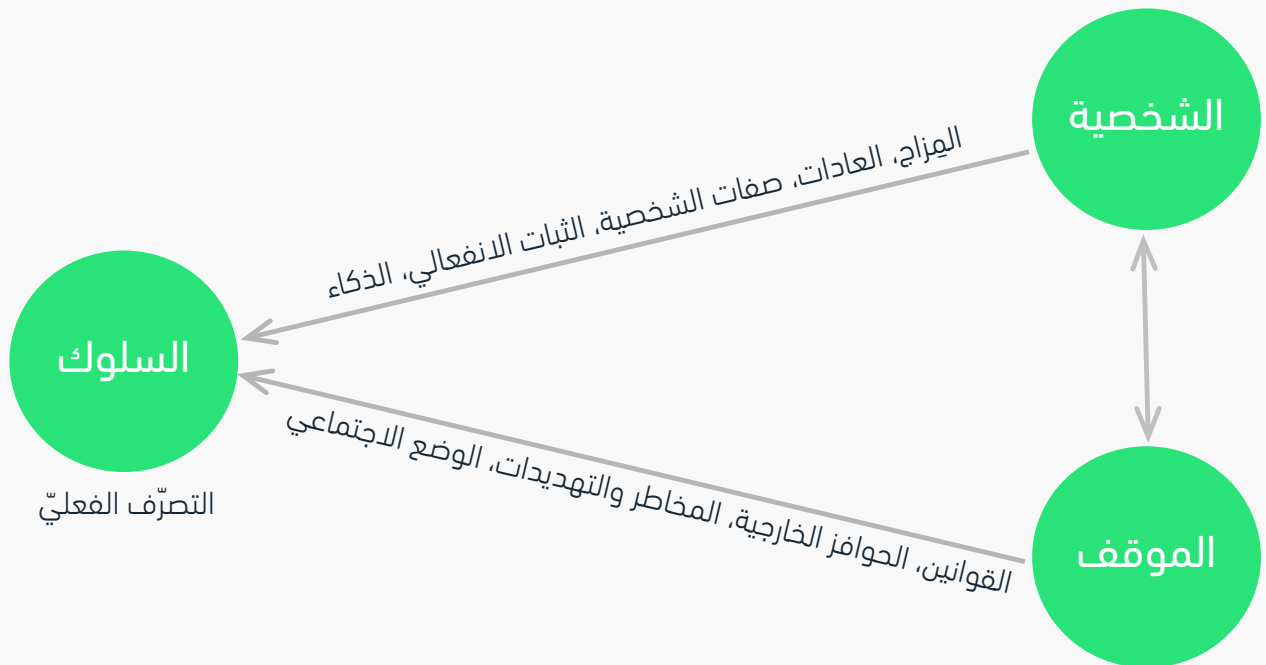 الشخصية
المِزاج، العادات، صفات الشخصية، الثبات الانفعالي، الذكاء
السلوك
التصرّف الفعليّ
القوانين، الحوافز الخارجية، المخاطر والتهديدات، الوضع الاجتماعي
الموقف